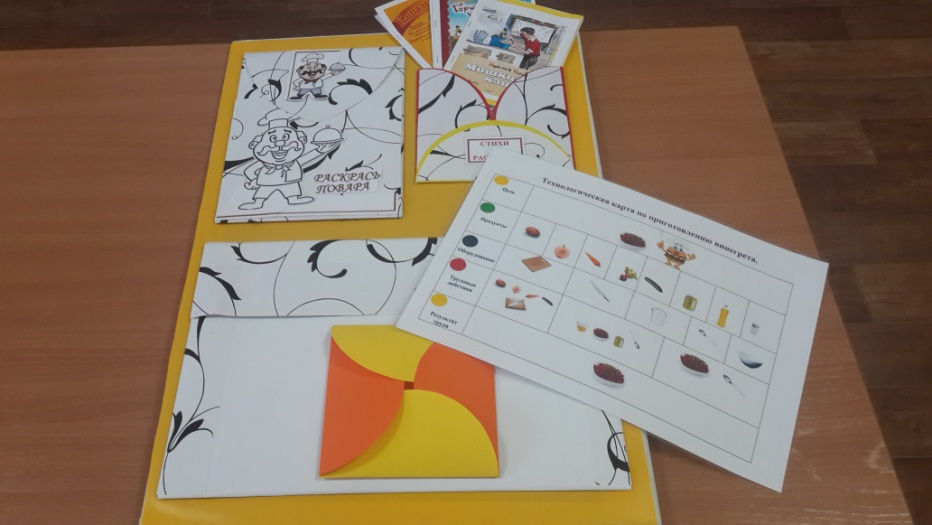 СТИХИ
РАСКРАСЬ
ПОВАРА
Технологическая карта по приготовлению винегрета.
Цель
Продукты
Оборудование
Трудовые
действия
Результат
труда